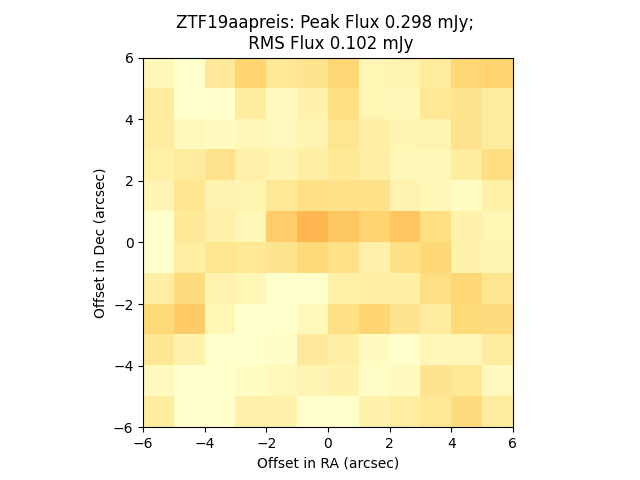 ZTF19aapreis: Peak Flux 0.298 mJy;
RMS Flux 0.102 mJy
6
4
2
0
−2
−4
−6
Offset in Dec (arcsec)
−6 −4 −2 0 2 4 6
Offset in RA (arcsec)